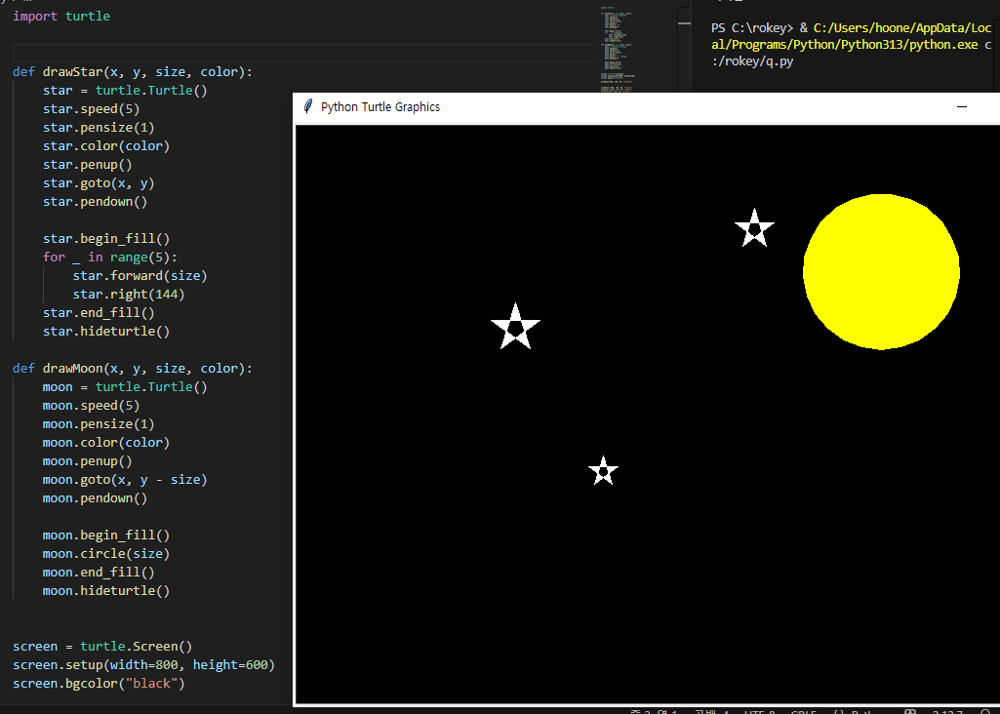 import turtle
def drawStar(x, y, size, color):
star = turtle.Turtle()
star.speed(5)
star.pensize(1)
star.color(color)
star.penup()
star.goto(x, y)
star.pendown()
star.begin_fill()
for _ in range(5):
star.forward(size)
star.right(144)
star.end_fill()
star.hideturtle()
def drawMoon(x, y, size, color):
moon = turtle.Turtle()
moon.speed(5)
moon.pensize(1)
moon.color(color)
moon.penup()
moon.goto(x, y - size)
moon.pendown()
moon.begin_fill()
moon.circle(size)
moon.end_fill()
moon.hideturtle()
screen = turtle.Screen()
screen.setup(width=800, height=600)
screen.bgcolor("black")
PS C:\rokey> & C:/Users/hoone/AppData/Loc
al/Programs/Python/Python313/python.exe c
:/rokey/q.py
Python Turtle Graphics